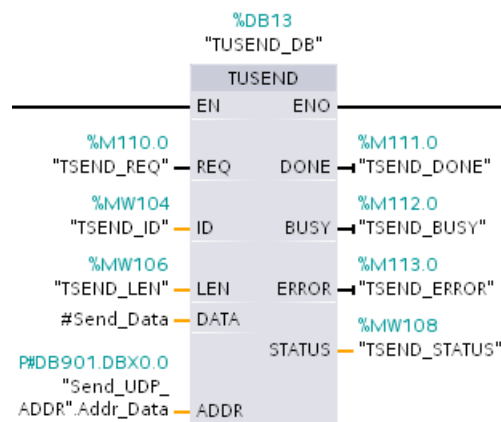 %DB13
"TUSEND_DB"
TUSEND
EN ENO
%M110.0 %M111.0
"TSEND_REQ" REQ DONE "TSEND_DONE"
%MW104 %M112.0
"TSEND_ID" ID BUSY "TSEND_BUSY"
%MW106 %M113.0
"TSEND_LEN" LEN ERROR "TSEND_ERROR"
#Send_Data DATA %MW108
STATUS "TSEND_STATUS"
P#DB901.DBX0.0
"Send_UDP_
ADDR".Addr_Data ADDR